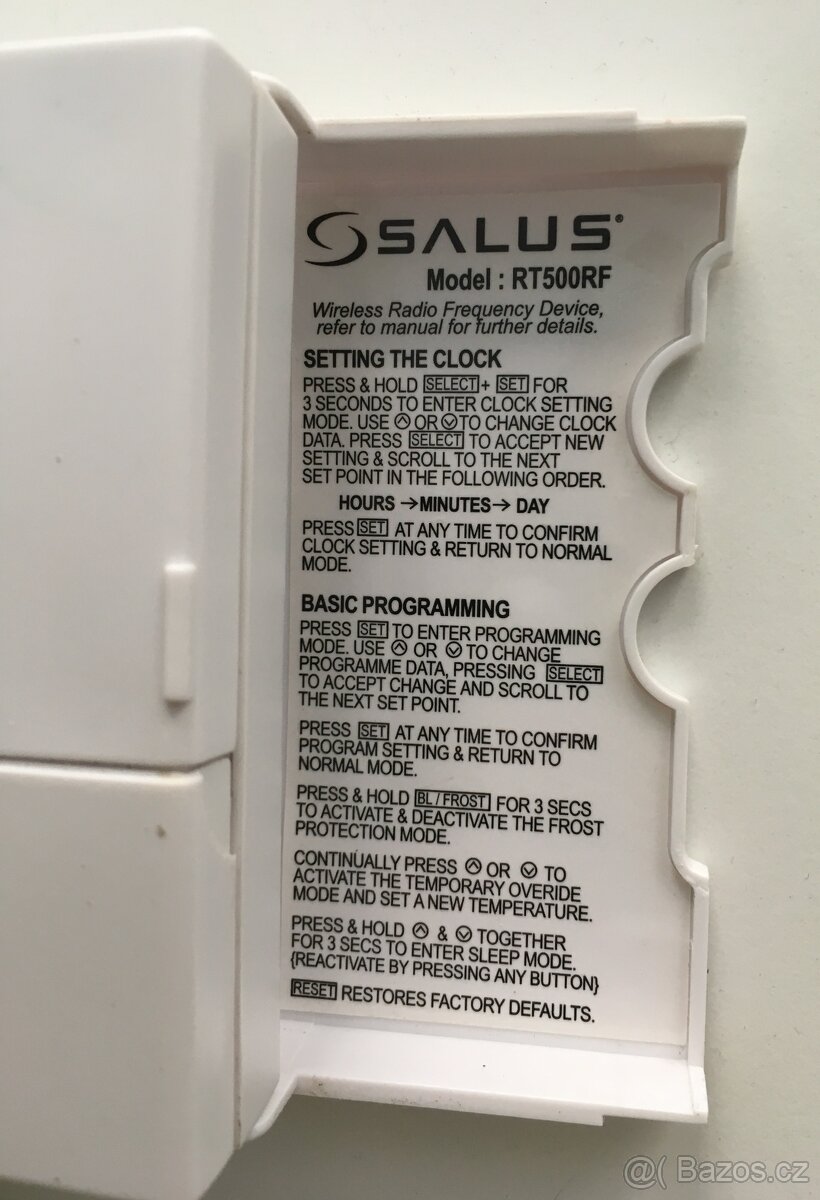 SALUS®
Model : RT500RF
Wireless Radio Frequency Device,
refer to manual for further details.
SETTING THE CLOCK
PRESS & HOLD SELECT + SET FOR
3 SECONDS TO ENTER CLOCK SETTING
MODE. USE ⌃ OR ⌄ TO CHANGE CLOCK
DATA. PRESS SELECT TO ACCEPT NEW
SETTING & SCROLL TO THE NEXT
SET POINT IN THE FOLLOWING ORDER.
HOURS → MINUTES → DAY
PRESS SET AT ANY TIME TO CONFIRM
CLOCK SETTING & RETURN TO NORMAL
MODE.
BASIC PROGRAMMING
PRESS SET TO ENTER PROGRAMMING
MODE. USE ⌃ OR ⌄ TO CHANGE
PROGRAMME DATA, PRESSING SELECT
TO ACCEPT CHANGE AND SCROLL TO
THE NEXT SET POINT.
PRESS SET AT ANY TIME TO CONFIRM
PROGRAM SETTING & RETURN TO
NORMAL MODE.
PRESS & HOLD BL / FROST FOR 3 SECS
TO ACTIVATE & DEACTIVATE THE FROST
PROTECTION MODE.
CONTINUALLY PRESS ⌃ OR ⌄ TO
ACTIVATE THE TEMPORARY OVERIDE
MODE AND SET A NEW TEMPERATURE.
PRESS & HOLD ⌃ & ⌄ TOGETHER
FOR 3 SECS TO ENTER SLEEP MODE.
{REACTIVATE BY PRESSING ANY BUTTON}
RESET RESTORES FACTORY DEFAULTS.
Bazos.cz